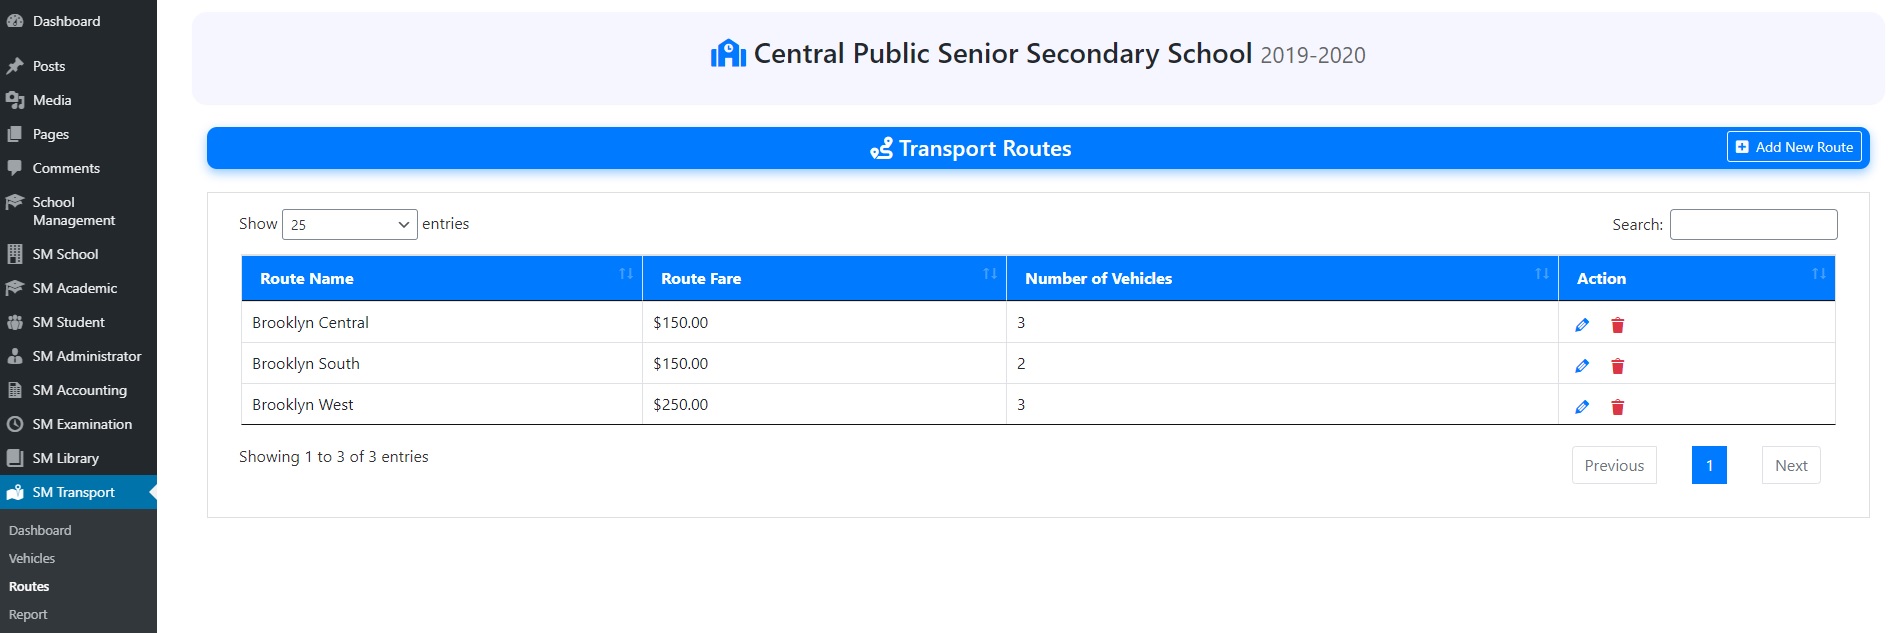 Dashboard
Posts
Media
Pages
Comments
School
Management
SM School
SM Academic
SM Student
SM Administrator
SM Accounting
SM Examination
SM Library
SM Transport
Dashboard
Vehicles
Routes
Report
Central Public Senior Secondary School 2019-2020
Transport Routes
Add New Route
Show 25 entries
Search:
Route Name Route Fare Number of Vehicles Action
Brooklyn Central $150.00 3
Brooklyn South $150.00 2
Brooklyn West $250.00 3
Showing 1 to 3 of 3 entries
Previous 1 Next